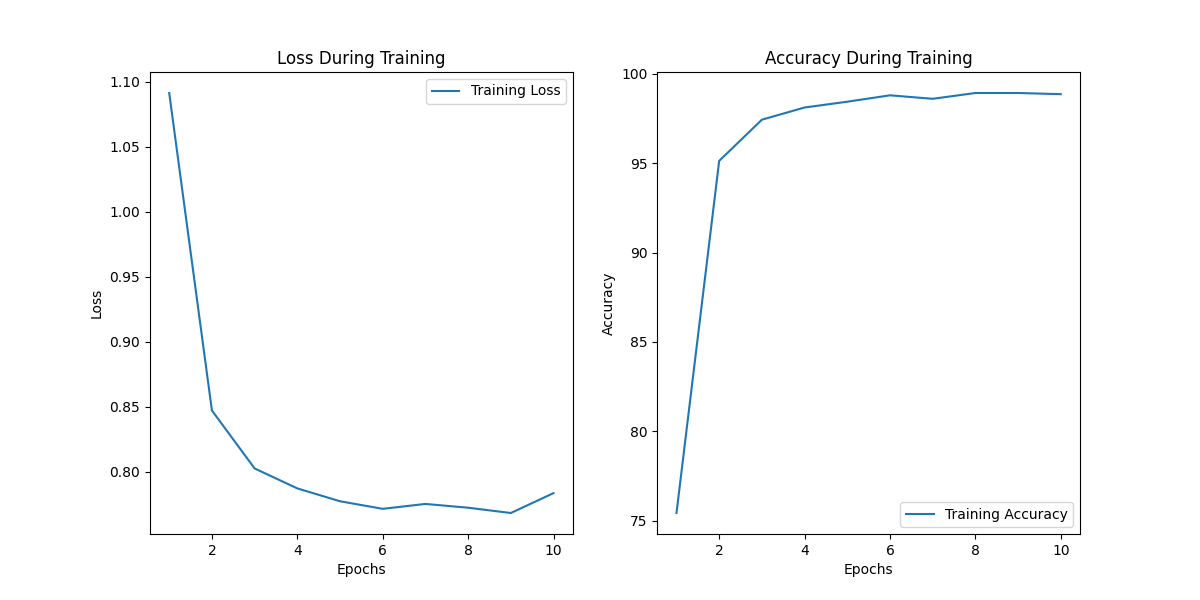 Loss During Training
1.10
1.05
1.00
0.95
0.90
0.85
0.80
Loss
Training Loss
2 4 6 8 10
Epochs
Accuracy During Training
100
95
90
85
80
75
Accuracy
Training Accuracy
2 4 6 8 10
Epochs